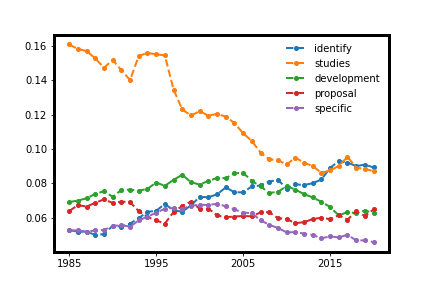 0.16
0.14
0.12
0.10
0.08
0.06
1985
1995
2005
2015
identify
studies
development
proposal
specific